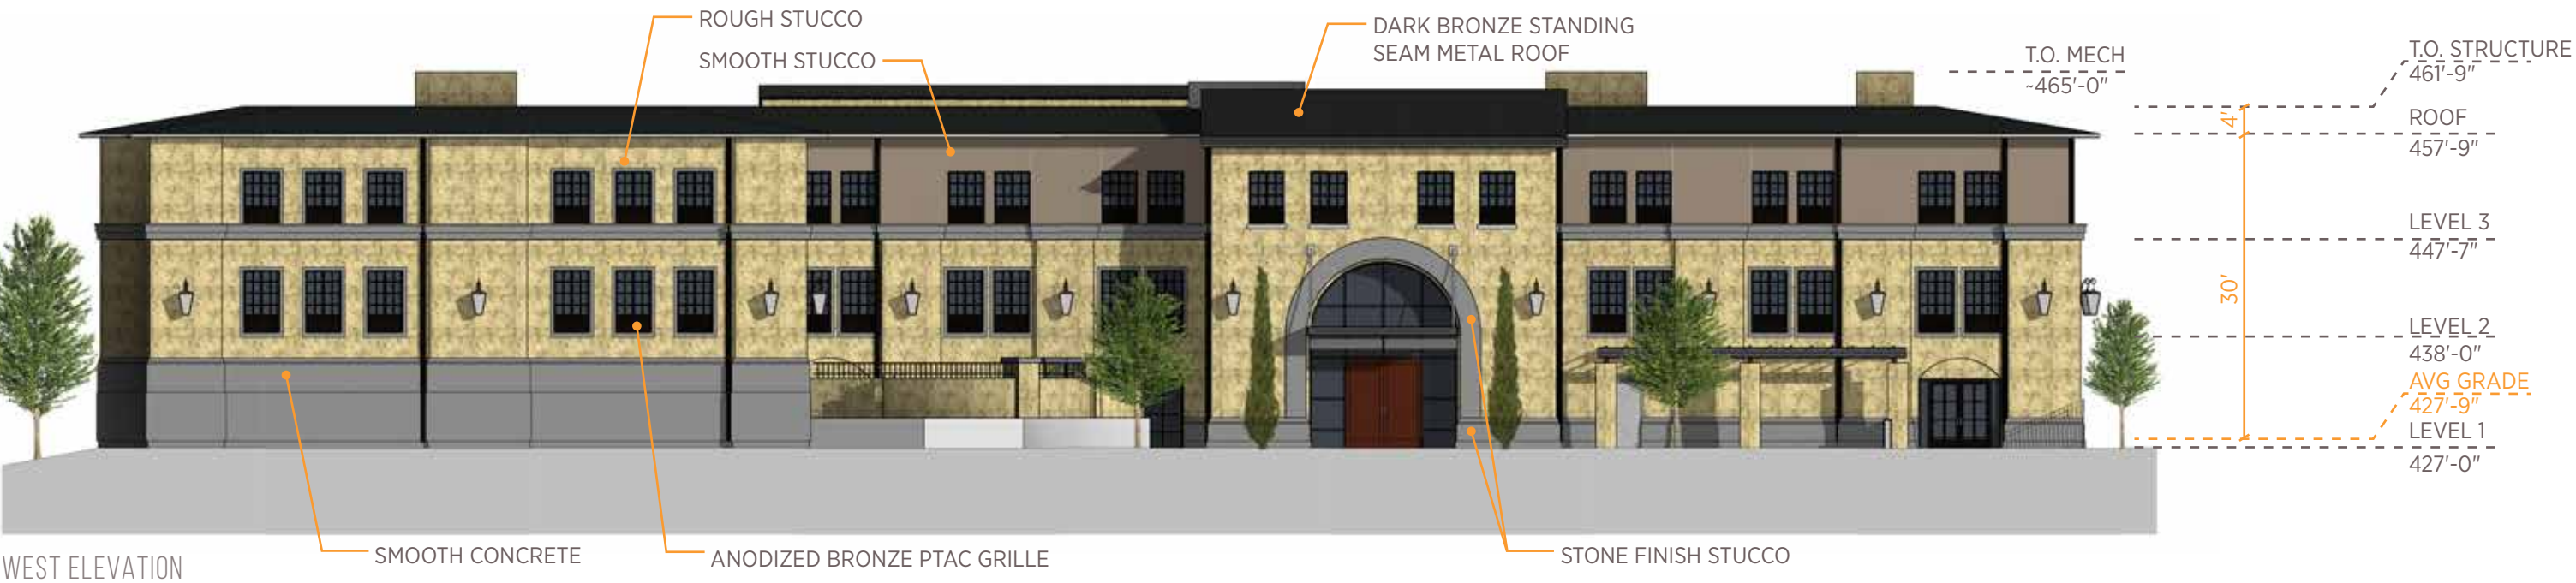 ROUGH STUCCO
SMOOTH STUCCO
DARK BRONZE STANDING
SEAM METAL ROOF
T.O. MECH
~465'-0"
T.O. STRUCTURE
461'-9"
ROOF
457'-9"
4'
LEVEL 3
447'-7"
30'
LEVEL 2
438'-0"
AVG GRADE
427'-9"
LEVEL 1
427'-0"
SMOOTH CONCRETE
ANODIZED BRONZE PTAC GRILLE
STONE FINISH STUCCO
WEST ELEVATION